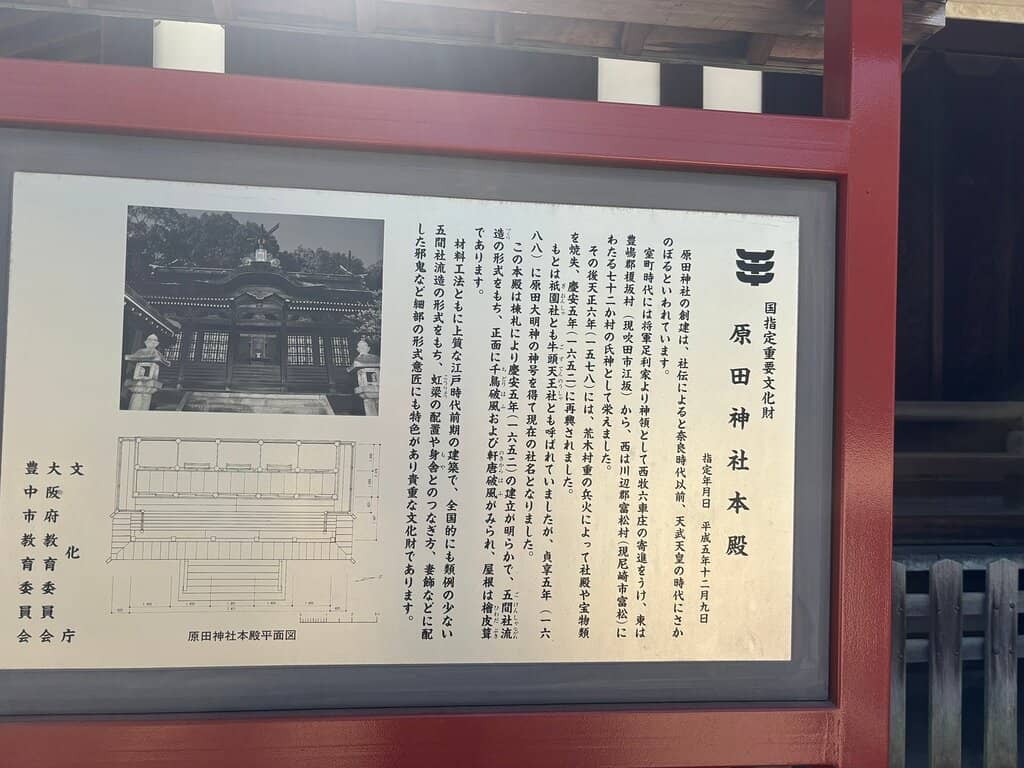 国指定重要文化財
原田神社本殿
指定年月日　平成五年十二月九日
原田神社の創建は、社伝によると奈良時代以前、天武天皇の時代にさか
のぼるといわれています。
室町時代には将軍足利家より神領として西牧六車庄の寄進をうけ、東は
豊嶋郡榎坂村（現吹田市江坂）から、西は川辺郡富松村（現尼崎市富松）に
わたる七十二か村の氏神として栄えました。
その後天正六年（一五七八）には、荒木村重の兵火によって社殿や宝物類
を焼失、慶安五年（一六五二）に再興されました。
もとは祇園社とも牛頭天王社とも呼ばれていましたが、貞享五年（一六
八八）に原田大明神の神号を得て現在の社名となりました。
この本殿は棟札により慶安五年（一六五二）の建立が明らかで、五間社流
造の形式をもち、正面に千鳥破風および軒唐破風がみられ、屋根は檜皮葺
であります。
材料工法ともに上質な江戸時代前期の建築で、全国的にも類例の少ない
五間社流造の形式をもち、虹梁の配置や身舎とのつなぎ方、妻飾などに配
した邪鬼など細部の形式意匠にも特色があり貴重な文化財であります。
原田神社本殿平面図
文化庁
大阪府教育委員会
豊中市教育委員会